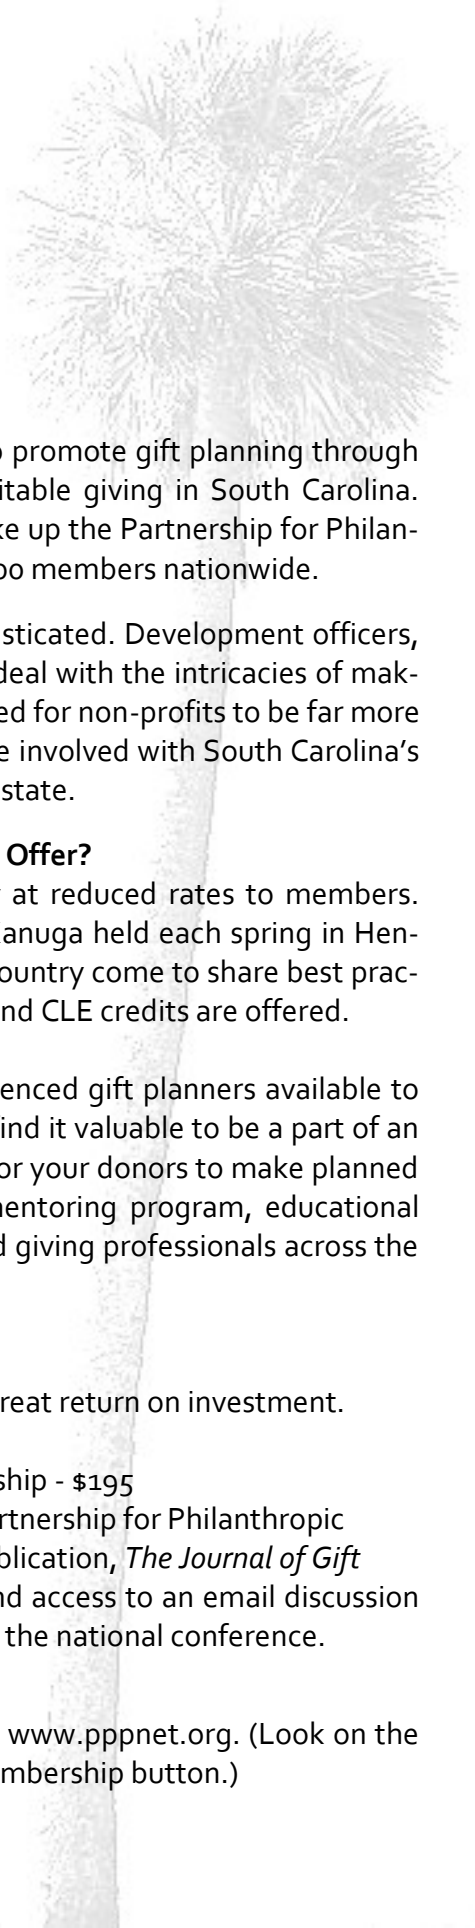 o promote gift planning through
itable giving in South Carolina.
ke up the Partnership for Philan-
oo members nationwide.
sticated. Development officers,
deal with the intricacies of mak-
ed for non-profits to be far more
e involved with South Carolina's
state.
Offer?
at reduced rates to members.
anuga held each spring in Hen-
ountry come to share best prac-
nd CLE credits are offered.
enced gift planners available to
ind it valuable to be a part of an
or your donors to make planned
mentoring program, educational
d giving professionals across the
reat return on investment.
ship - $195
rtnership for Philanthropic
blication, The Journal of Gift
nd access to an email discussion
the national conference.
www.pppnet.org. (Look on the
mbership button.)